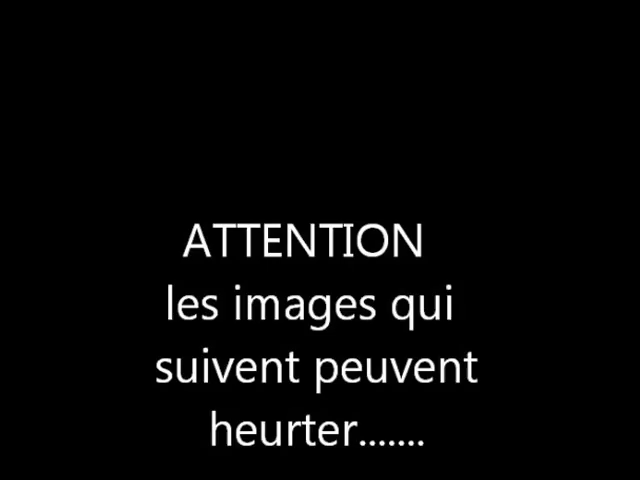 ATTENTION
les images qui
suivent peuvent
heurter.......